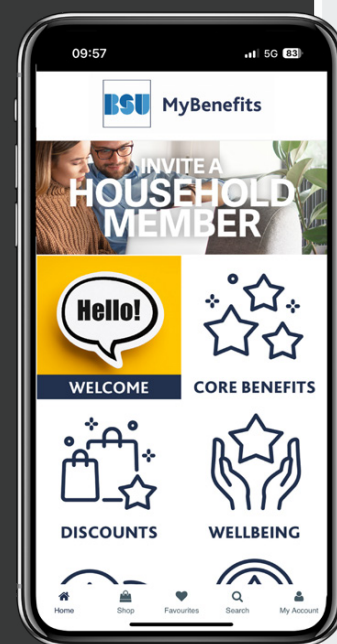 09:57
5G 83
BSU MyBenefits
INVITE A
HOUSEHOLD
MEMBER
Hello!
WELCOME
CORE BENEFITS
DISCOUNTS
WELLBEING
Home Shop Favourites Search My Account